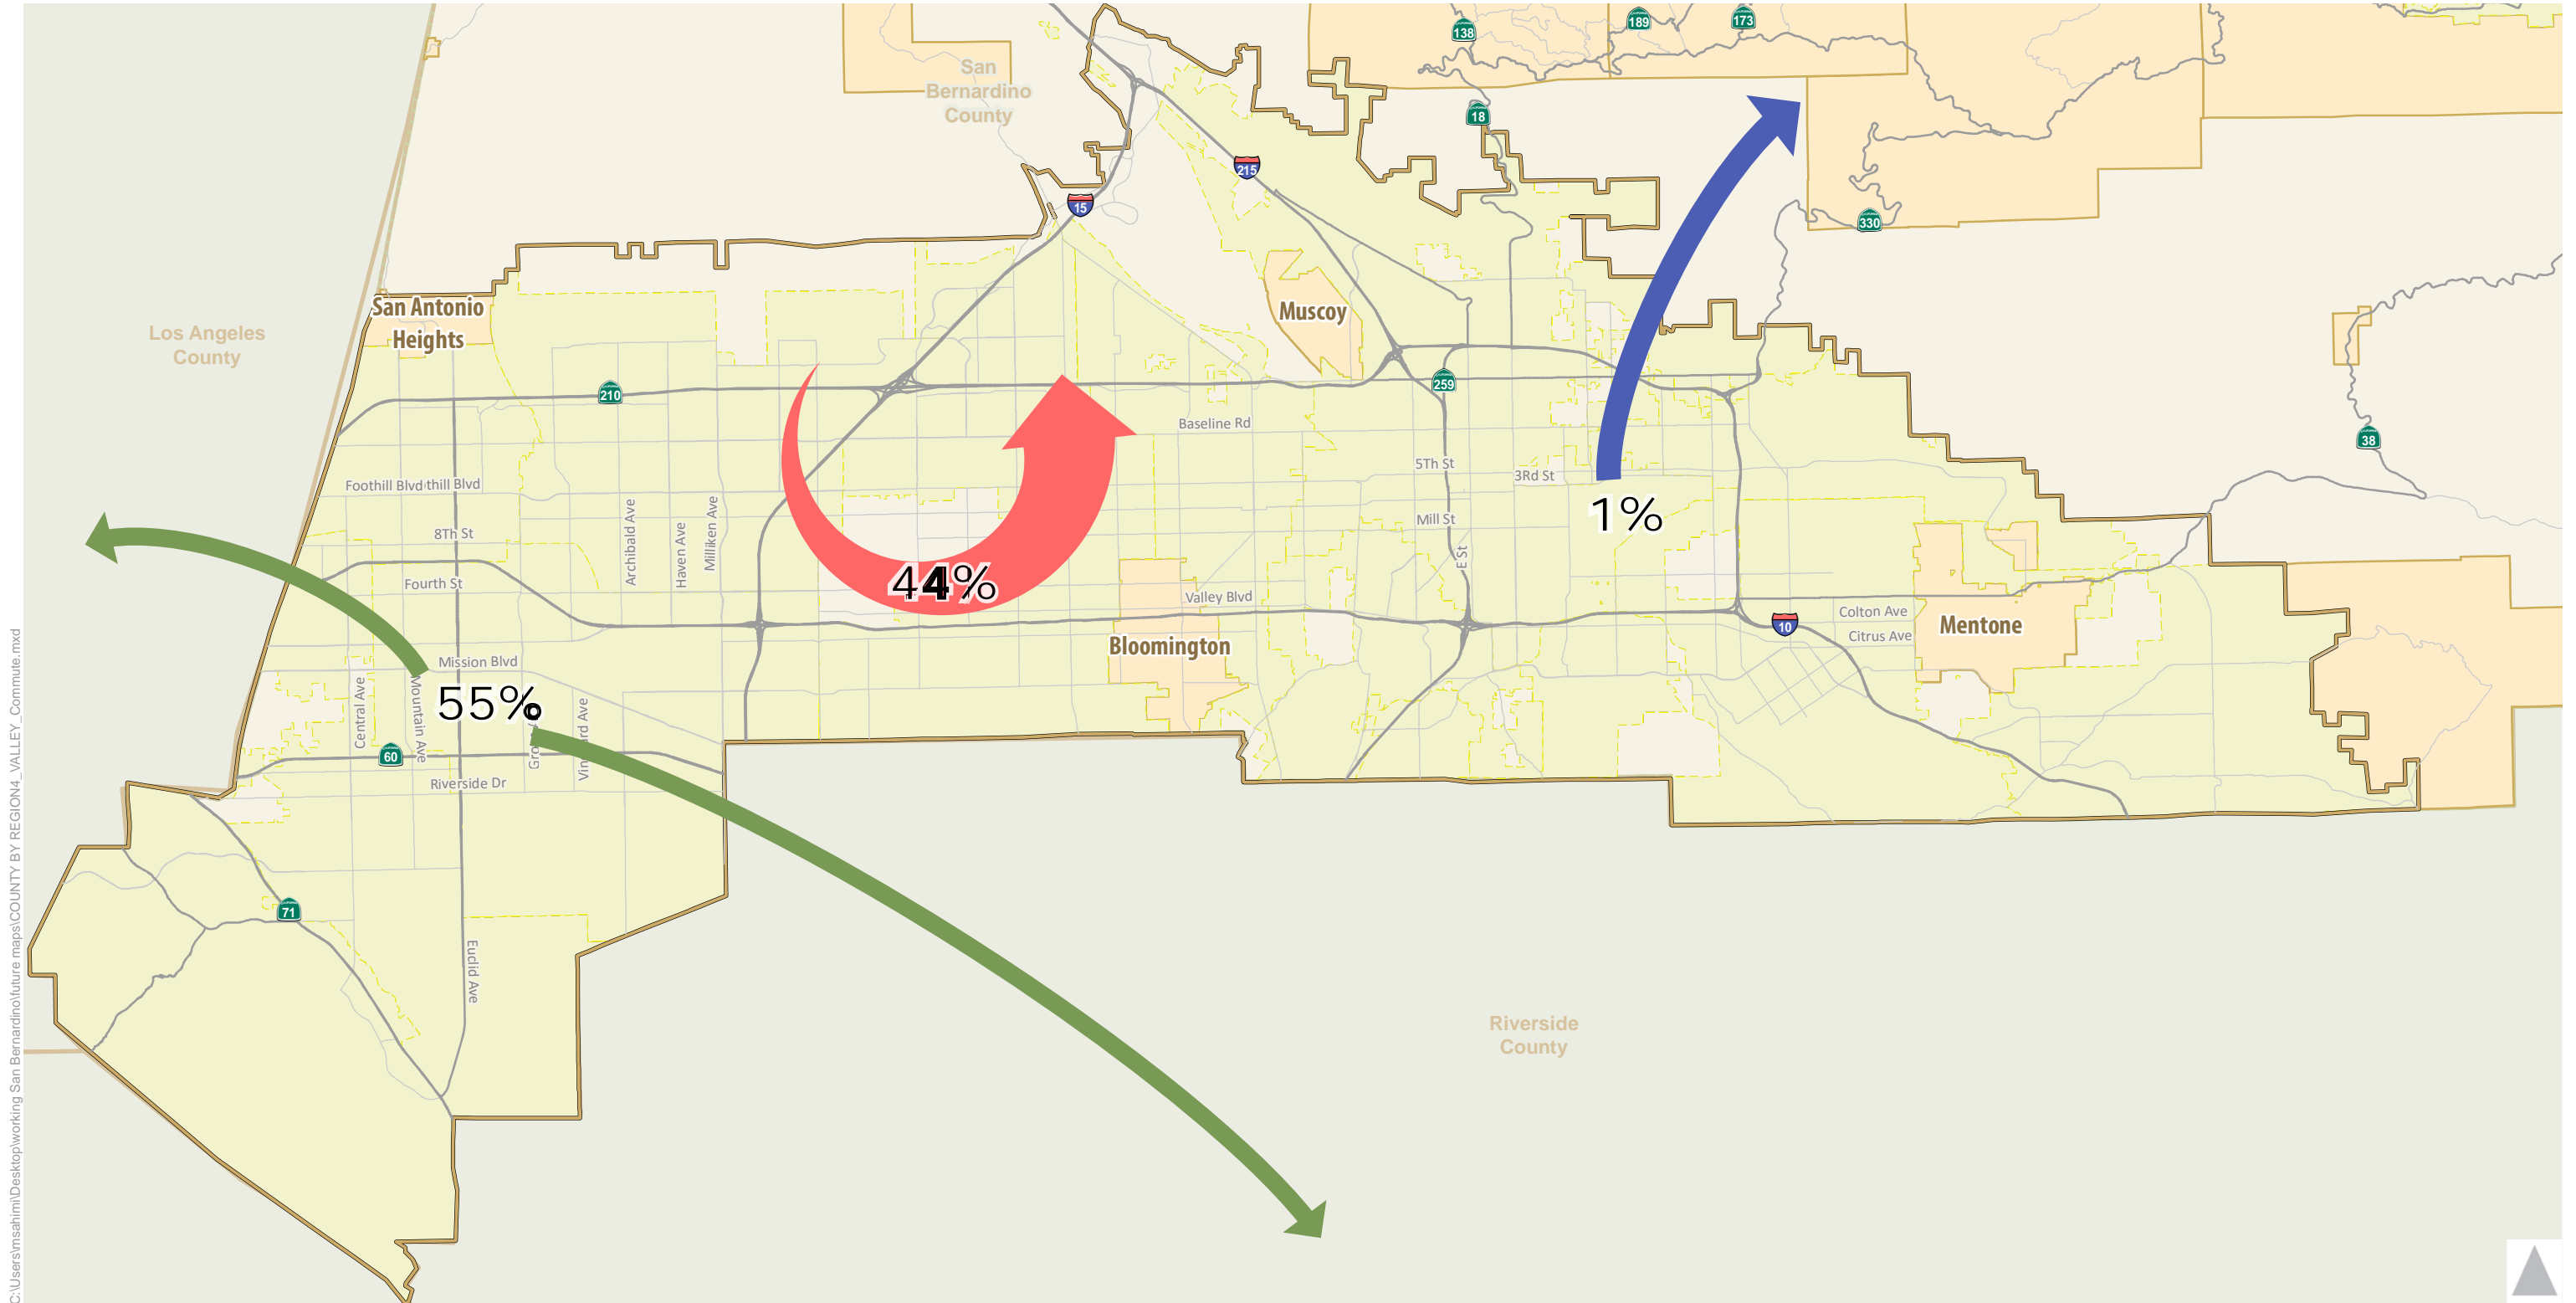 138
189
173
San
Bernardino
County
18
215
15
330
San Antonio
Heights
Muscoy
Los Angeles
County
210
259
Baseline Rd
38
5Th St
3Rd St
Foothill Blvd
thill Blvd
Archibald Ave
Haven Ave
Milliken Ave
1%
Mill St
8Th St
E St
Fourth St
44%
Valley Blvd
Colton Ave
10
Mentone
Citrus Ave
Bloomington
Mission Blvd
55%
Central Ave
Mountain Ave
60
Riverside Dr
71
Euclid Ave
Riverside
County
C:\Users\msahimi\Desktop\working San Bernardino\future maps\COUNTY BY REGION4_VALLEY_Commute.mxd